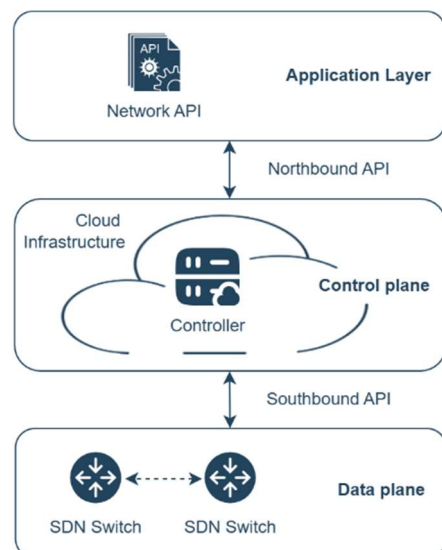 API
Application Layer
Network API
Northbound API
Cloud
Infrastructure
Control plane
Controller
Southbound API
SDN Switch
SDN Switch
Data plane